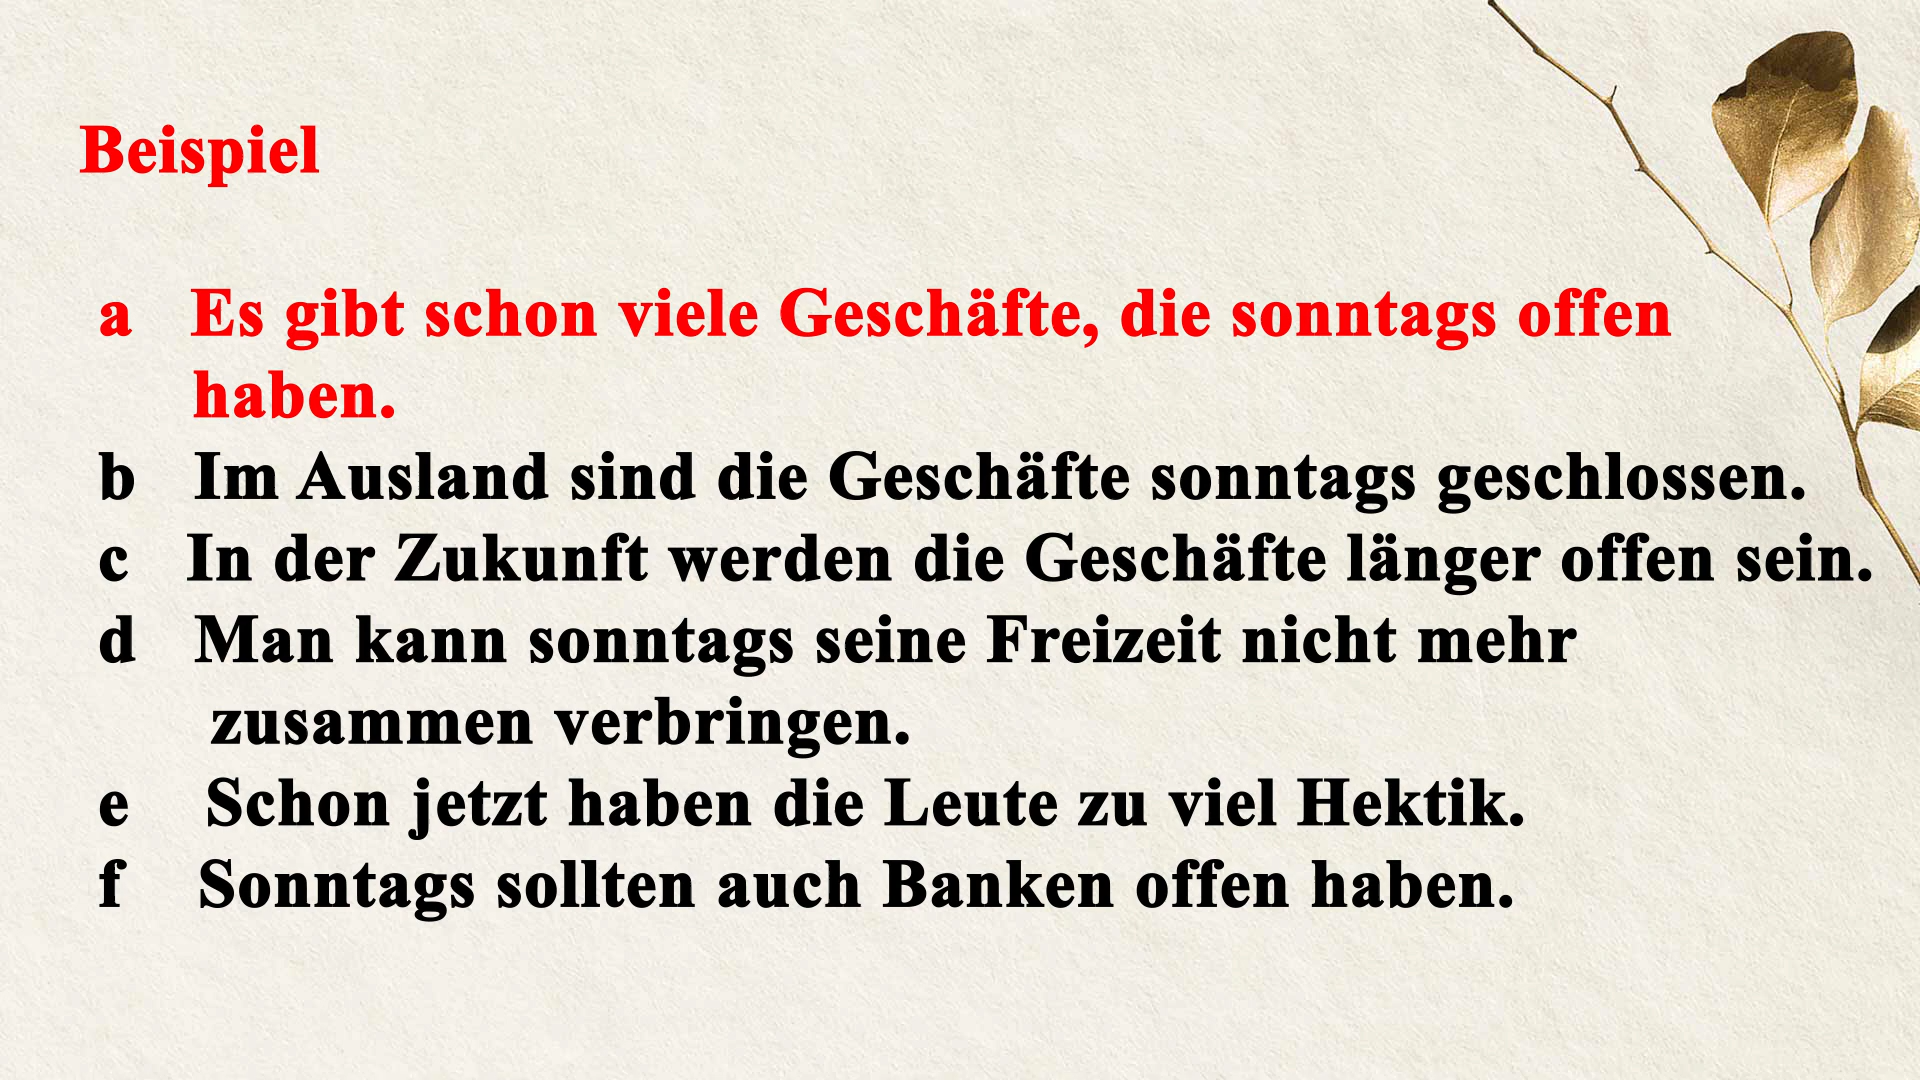 Beispiel
a Es gibt schon viele Geschäfte, die sonntags offen
haben.
b Im Ausland sind die Geschäfte sonntags geschlossen.
c In der Zukunft werden die Geschäfte länger offen sein.
d Man kann sonntags seine Freizeit nicht mehr
zusammen verbringen.
e Schon jetzt haben die Leute zu viel Hektik.
f Sonntags sollten auch Banken offen haben.